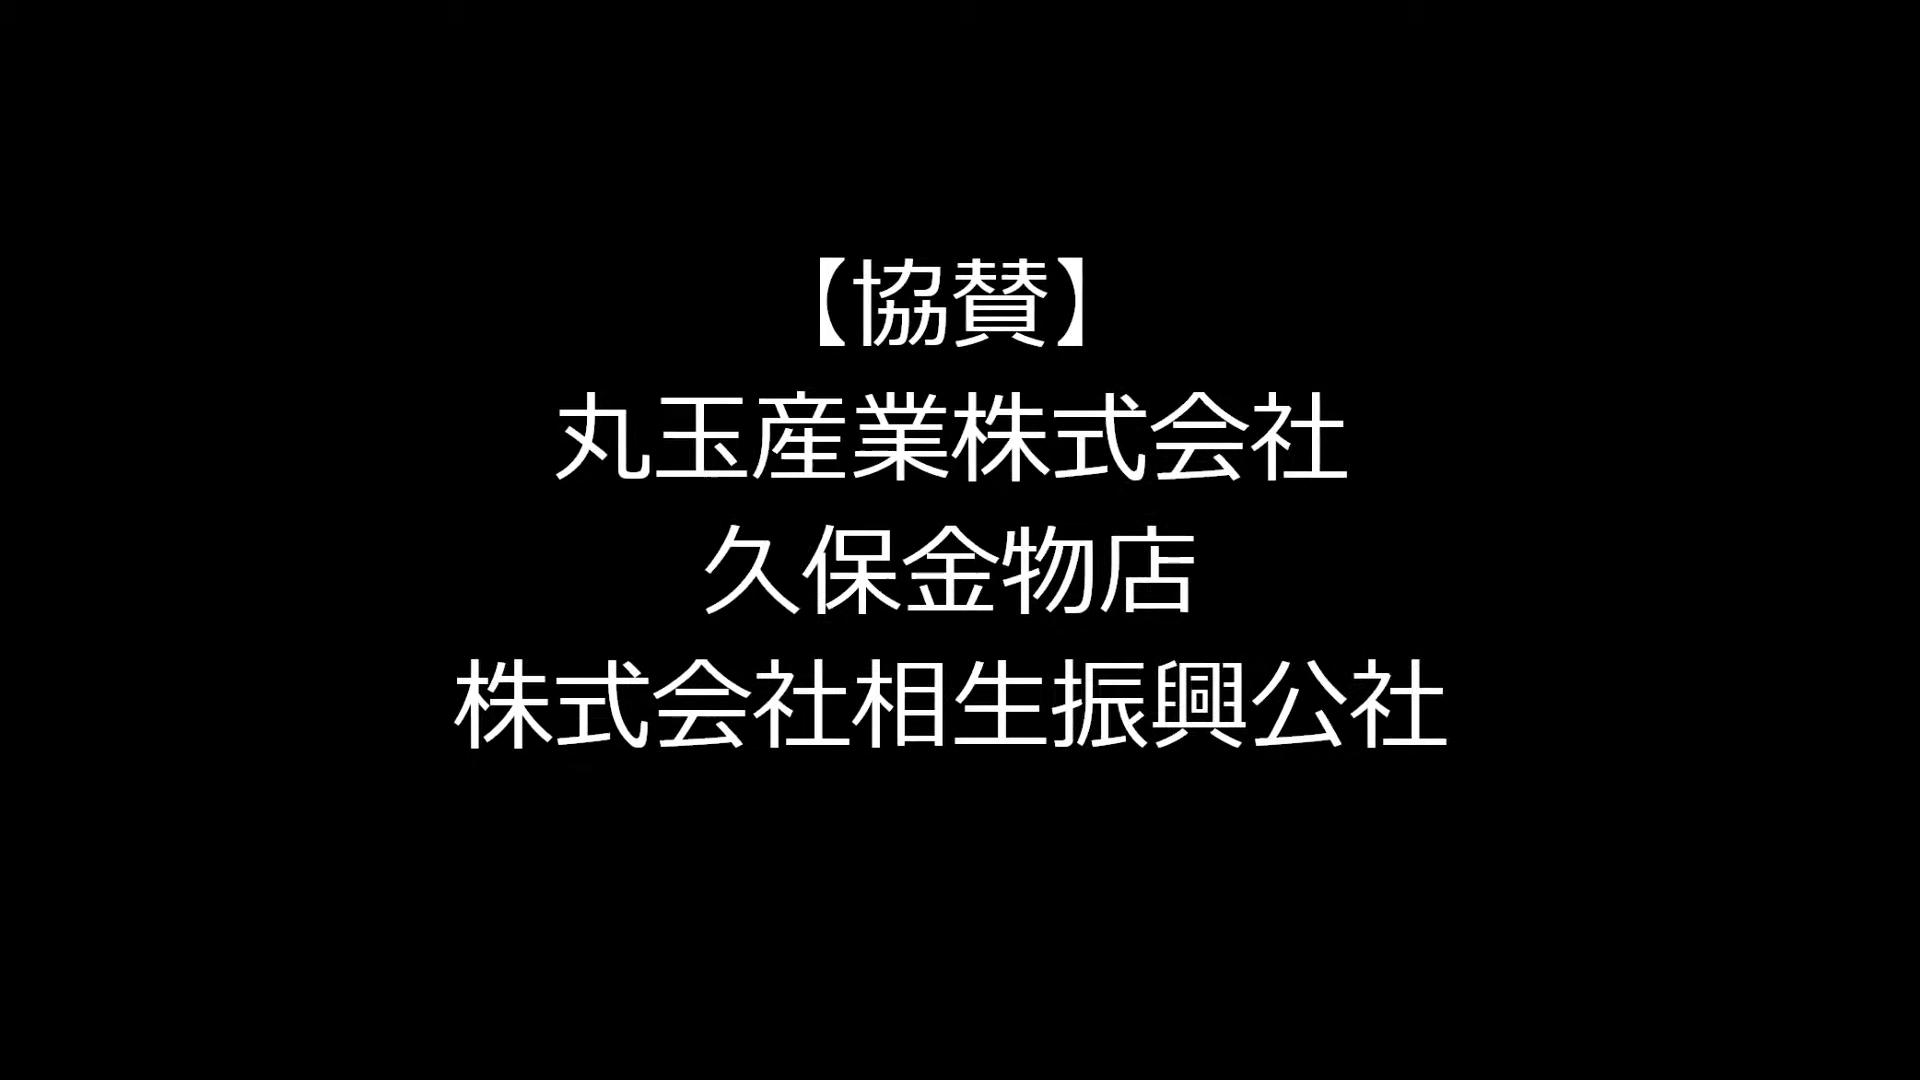 【協賛】
丸玉産業株式会社
久保金物店
株式会社相生振興公社